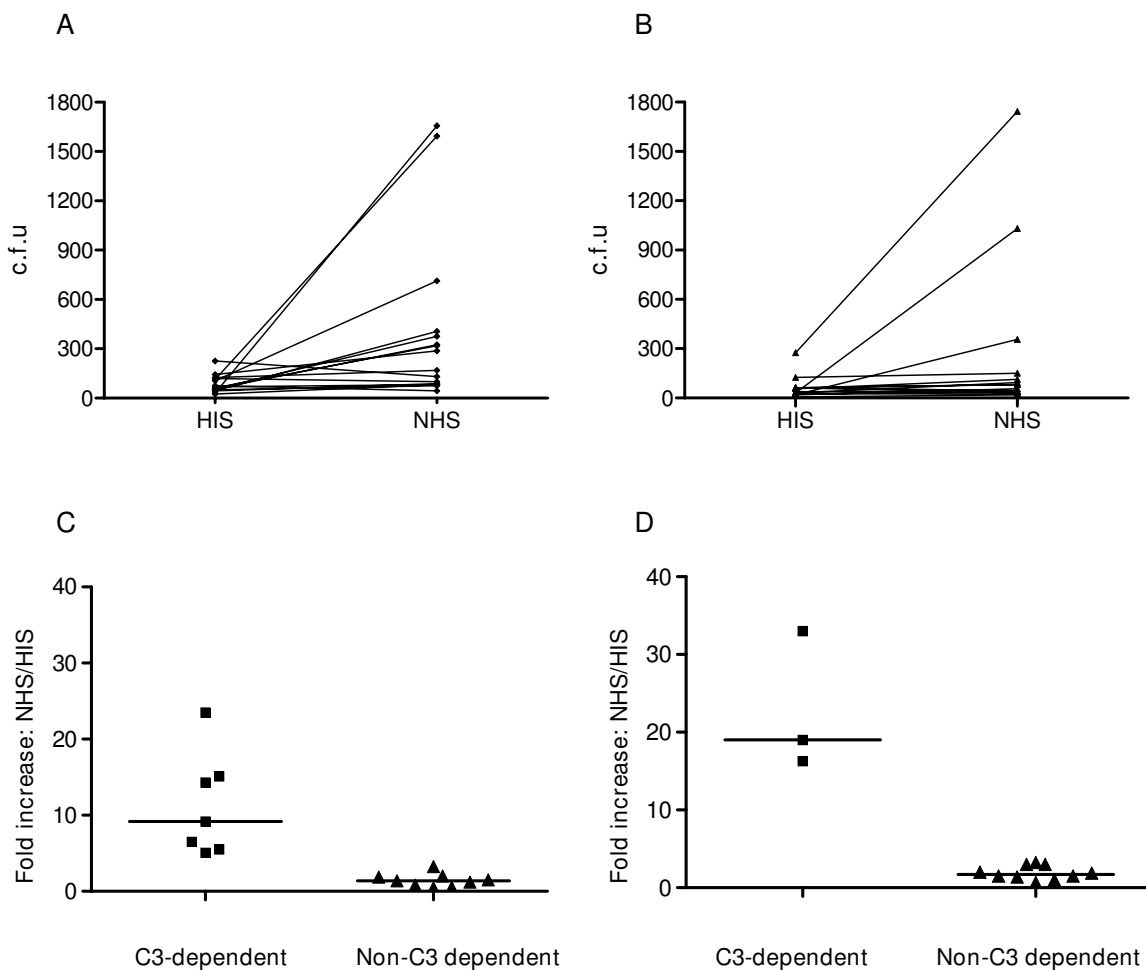 A
B
1800
1500
1200
900
600
300
0
c.f.u
HIS
NHS
1800
1500
1200
900
600
300
0
c.f.u
HIS
NHS
C
D
40
30
20
10
0
Fold increase: NHS/HIS
C3-dependent
Non-C3 dependent
40
30
20
10
0
Fold increase: NHS/HIS
C3-dependent
Non-C3 dependent